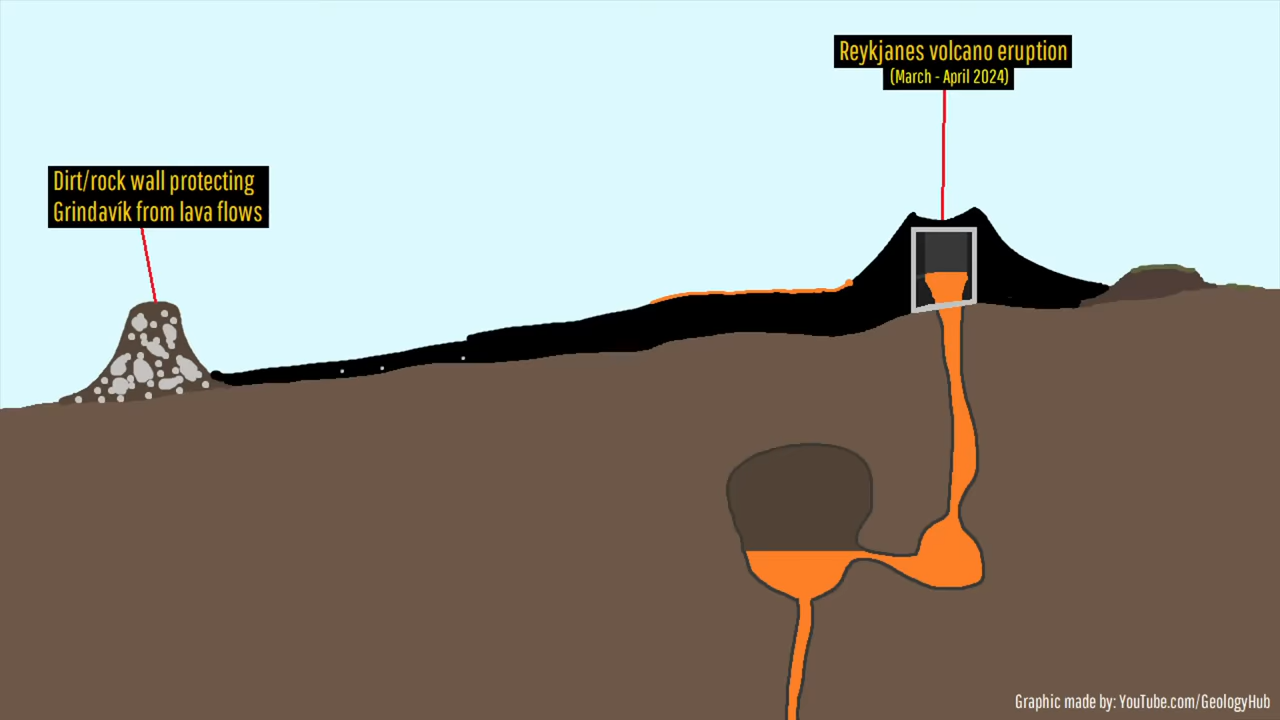 Reykjanes volcano eruption
(March - April 2024)
Dirt/rock wall protecting
Grindavík from lava flows
Graphic made by: YouTube.com/GeologyHub